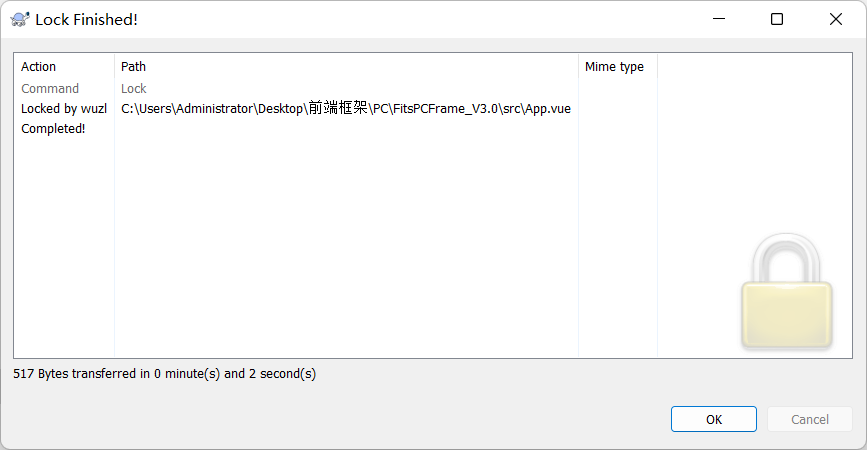 Lock Finished!
Action Path Mime type
Command Lock
Locked by wuzl C:\Users\Administrator\Desktop\前端框架\PC\FitsPCFrame_V3.0\src\App.vue
Completed!
517 Bytes transferred in 0 minute(s) and 2 second(s)
OK Cancel